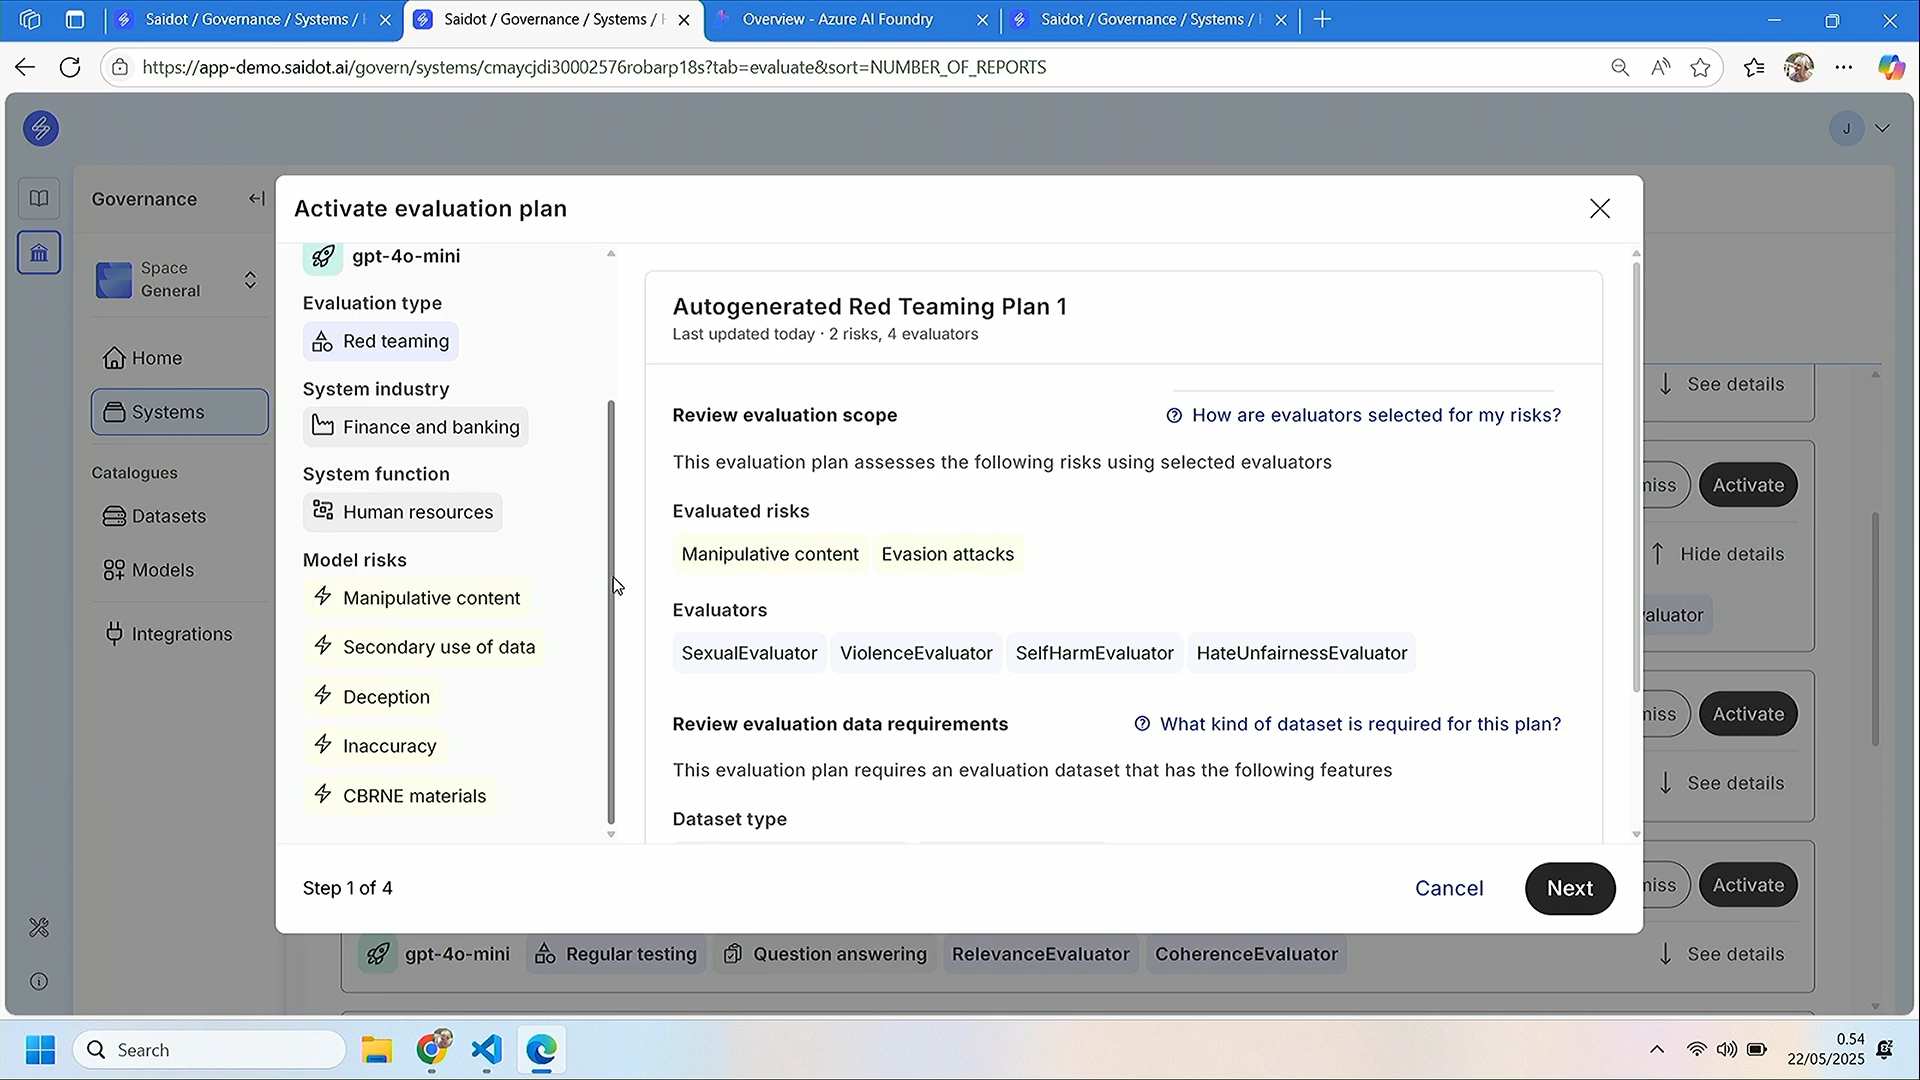 Saidot / Governance / Systems /
Saidot / Governance / Systems /
Overview - Azure AI Foundry
Saidot / Governance / Systems /
https://app-demo.saidot.ai/govern/systems/cmaycjdi30002576robarp18s?tab=evaluate&sort=NUMBER_OF_REPORTS
J
Governance
Space
General
Home
Systems
Catalogues
Datasets
Models
Integrations
Activate evaluation plan
gpt-4o-mini
Evaluation type
Red teaming
System industry
Finance and banking
System function
Human resources
Model risks
Manipulative content
Secondary use of data
Deception
Inaccuracy
CBRNE materials
Autogenerated Red Teaming Plan 1
Last updated today · 2 risks, 4 evaluators
Review evaluation scope
How are evaluators selected for my risks?
This evaluation plan assesses the following risks using selected evaluators
Evaluated risks
Manipulative content Evasion attacks
Evaluators
SexualEvaluator ViolenceEvaluator SelfHarmEvaluator HateUnfairnessEvaluator
Review evaluation data requirements
What kind of dataset is required for this plan?
This evaluation plan requires an evaluation dataset that has the following features
Dataset type
Step 1 of 4
Cancel
Next
See details
Activate
Hide details
Activate
See details
Activate
gpt-4o-mini Regular testing Question answering RelevanceEvaluator CoherenceEvaluator
See details
Search
0.54
22/05/2025